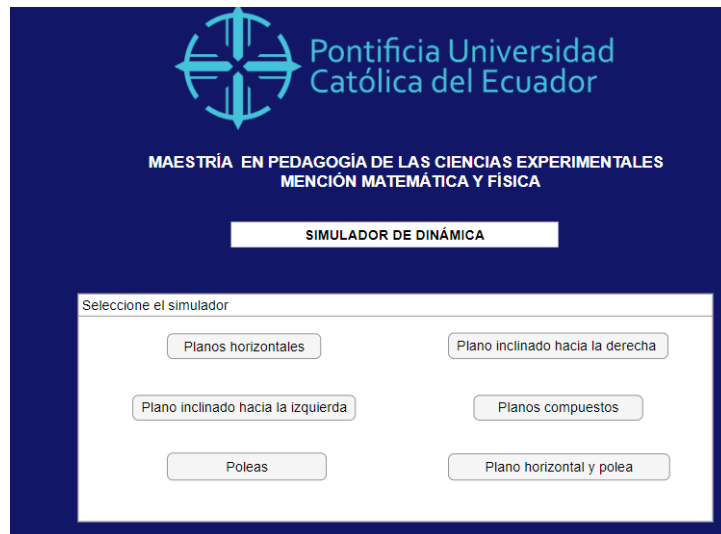 Pontificia Universidad
Católica del Ecuador
MAESTRÍA EN PEDAGOGÍA DE LAS CIENCIAS EXPERIMENTALES
MENCIÓN MATEMÁTICA Y FÍSICA
SIMULADOR DE DINÁMICA
Seleccione el simulador
Planos horizontales
Plano inclinado hacia la derecha
Plano inclinado hacia la izquierda
Planos compuestos
Poleas
Plano horizontal y polea